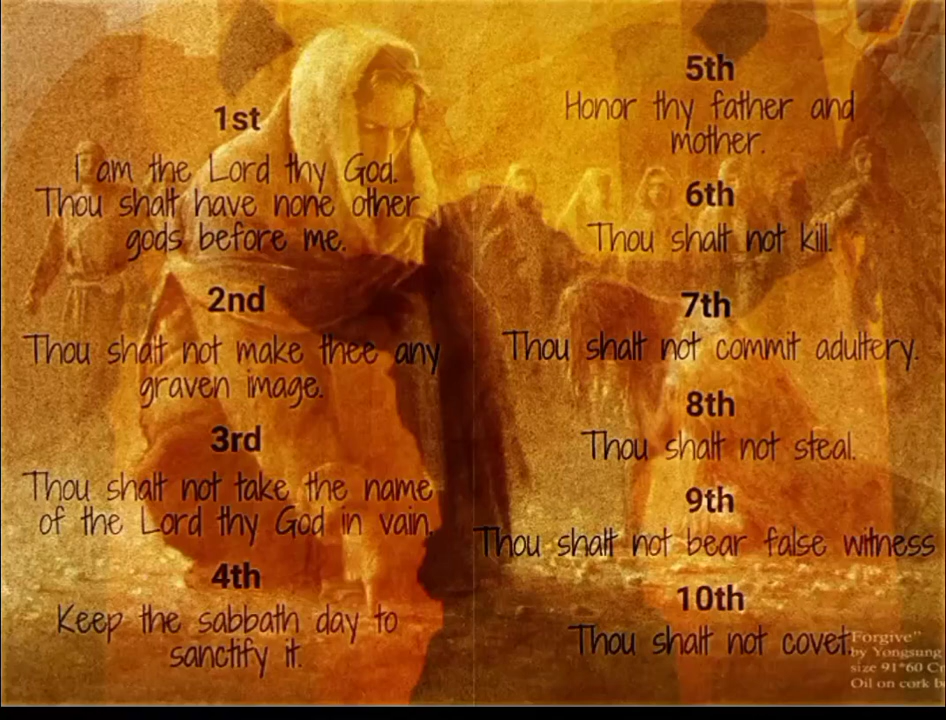 1st
I am the Lord thy God.
Thou shalt have none other
gods before me.
2nd
Thou shalt not make thee any
graven image.
3rd
Thou shalt not take the name
of the Lord thy God in vain.
4th
Keep the sabbath day to
sanctify it.
5th
Honor thy father and
mother.
6th
Thou shalt not kill.
7th
Thou shalt not commit adultery.
8th
Thou shalt not steal.
9th
Thou shalt not bear false witness
10th
Thou shalt not covet.
Forgive"
by Yongsung
size 91*60
Oil on cork